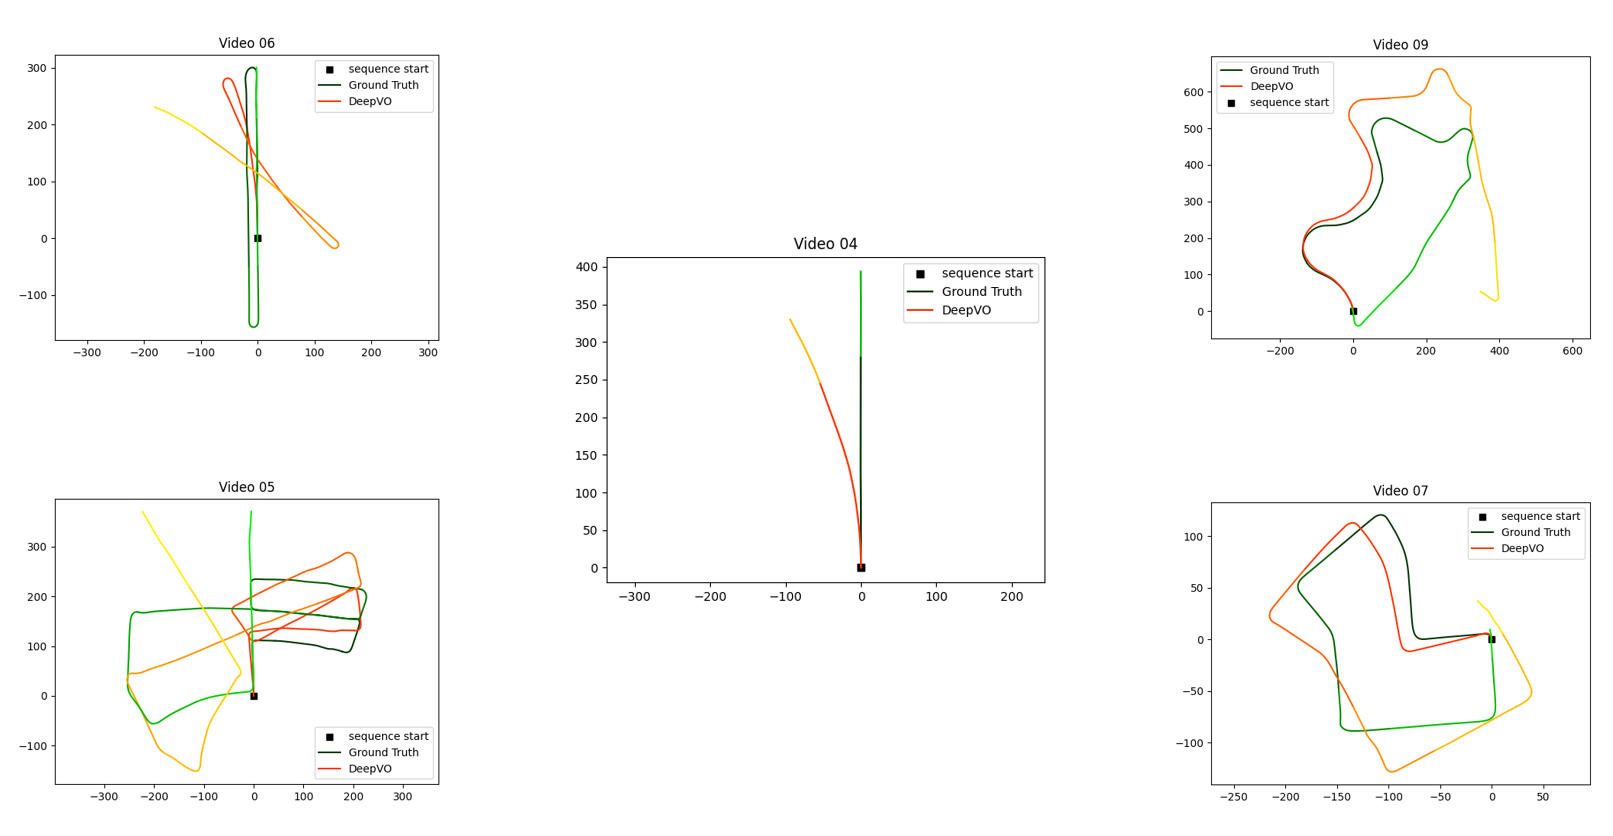 Video 06
sequence start
Ground Truth
DeepVO
300
200
100
0
−100
−300 −200 −100 0 100 200 300
Video 09
Ground Truth
DeepVO
sequence start
600
500
400
300
200
100
0
−200 0 200 400 600
Video 04
sequence start
Ground Truth
DeepVO
400
350
300
250
200
150
100
50
0
−300 −200 −100 0 100 200
Video 05
300
200
100
0
−100
sequence start
Ground Truth
DeepVO
−300 −200 −100 0 100 200 300
Video 07
sequence start
Ground Truth
DeepVO
100
50
0
−50
−100
−250 −200 −150 −100 −50 0 50